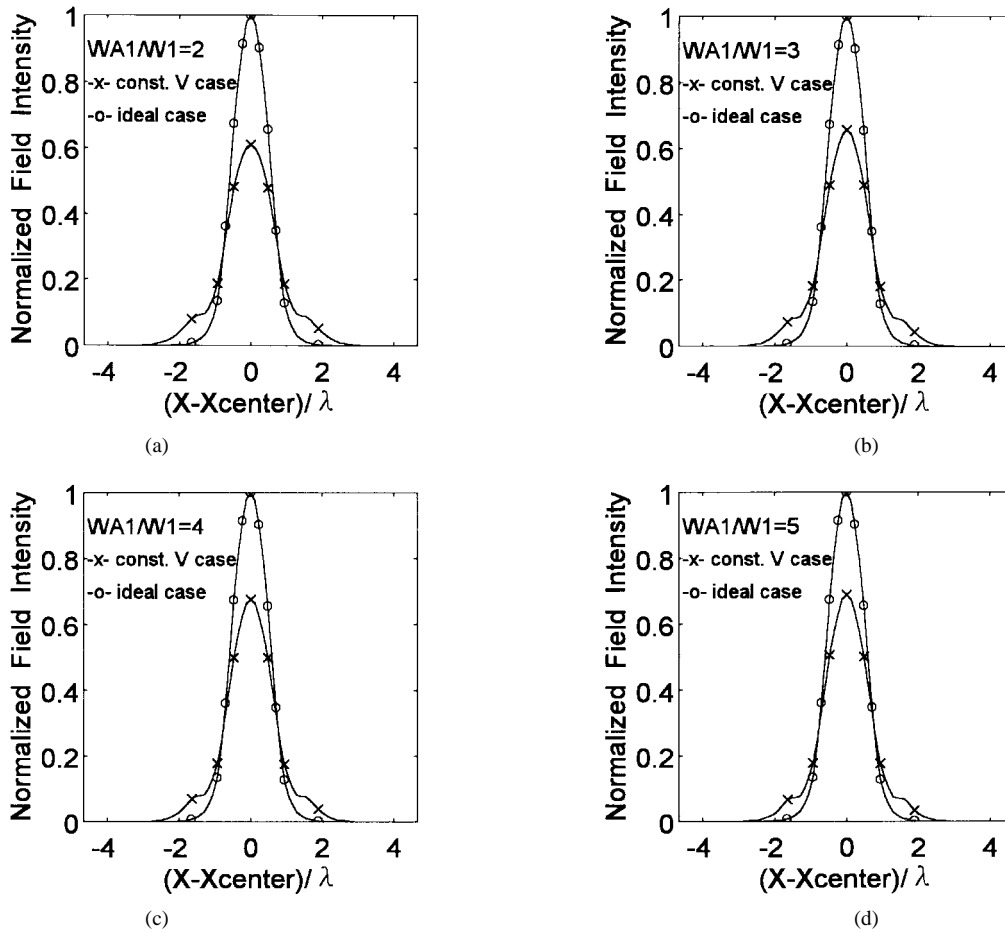 Normalized Field Intensity
1
0.8
0.6
0.4
0.2
0
WA1/W1=2
-x- const. V case
-o- ideal case
-4 -2 0 2 4
(X-Xcenter)/ λ
(a)
Normalized Field Intensity
1
0.8
0.6
0.4
0.2
0
WA1/W1=3
-x- const. V case
-o- ideal case
-4 -2 0 2 4
(X-Xcenter)/ λ
(b)
Normalized Field Intensity
1
0.8
0.6
0.4
0.2
0
WA1/W1=4
-x- const. V case
-o- ideal case
-4 -2 0 2 4
(X-Xcenter)/ λ
(c)
Normalized Field Intensity
1
0.8
0.6
0.4
0.2
0
WA1/W1=5
-x- const. V case
-o- ideal case
-4 -2 0 2 4
(X-Xcenter)/ λ
(d)